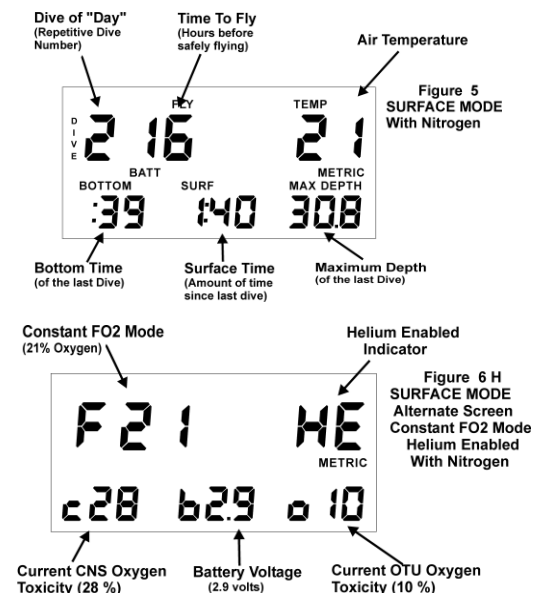 Dive of "Day"
(Repetitive Dive
Number)
Time To Fly
(Hours before
safely flying)
Air Temperature
Figure 5
SURFACE MODE
With Nitrogen
FLY
TEMP
DIVE
2
16
21
BATT
METRIC
BOTTOM
SURF
MAX DEPTH
:39
1:40
30.8
Bottom Time
(of the last Dive)
Surface Time
(Amount of time
since last dive)
Maximum Depth
(of the last Dive)
Constant FO2 Mode
(21% Oxygen)
Helium Enabled
Indicator
Figure 6 H
SURFACE MODE
Alternate Screen
Constant FO2 Mode
Helium Enabled
With Nitrogen
F21
HE
METRIC
c28
b2.9
o 10
Current CNS Oxygen
Toxicity (28 %)
Battery Voltage
(2.9 volts)
Current OTU Oxygen
Toxicity (10 %)